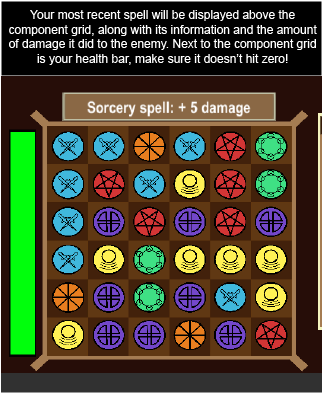 Your most recent spell will be displayed above the
component grid, along with its information and the amount
of damage it did to the enemy. Next to the component grid
is your health bar, make sure it doesn't hit zero!
Sorcery spell: + 5 damage